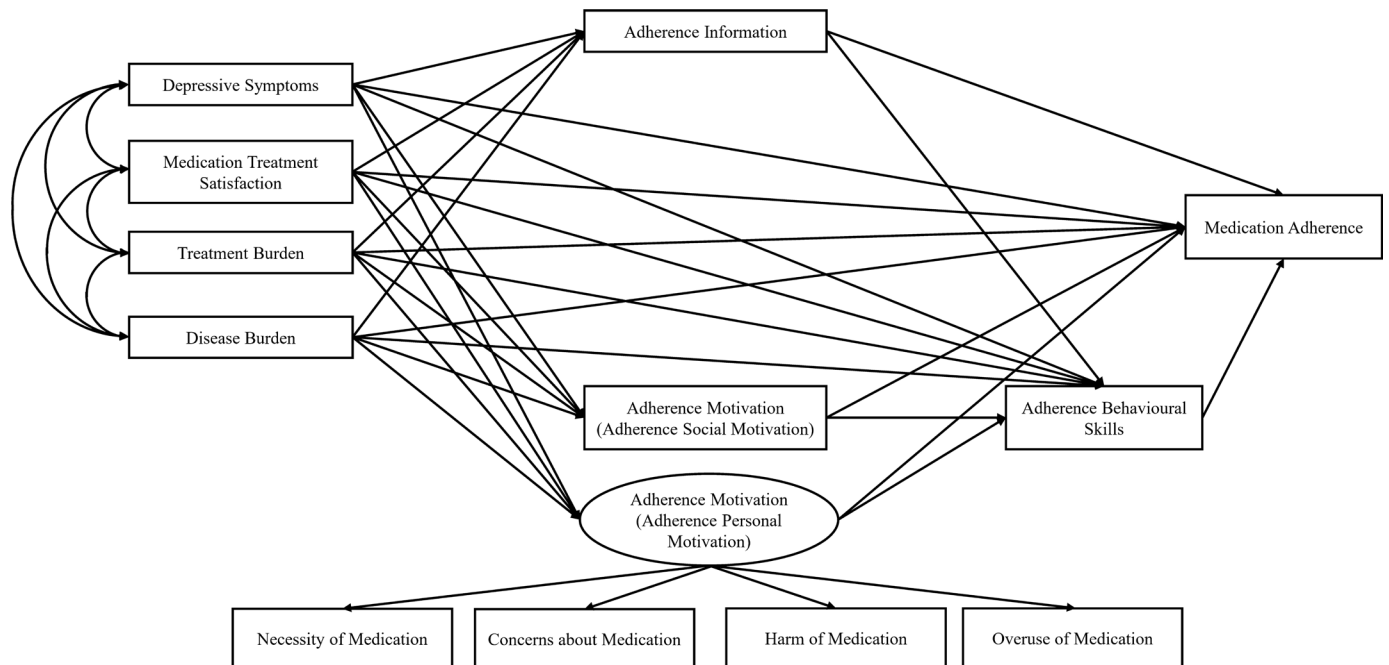 Adherence Information
Depressive Symptoms
Medication Treatment
Satisfaction
Treatment Burden
Disease Burden
Medication Adherence
Adherence Motivation
(Adherence Social Motivation)
Adherence Behavioural
Skills
Adherence Motivation
(Adherence Personal
Motivation)
Necessity of Medication
Concerns about Medication
Harm of Medication
Overuse of Medication